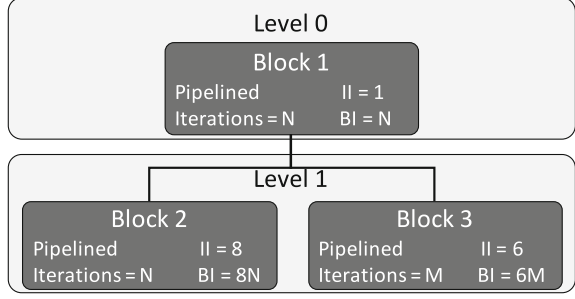 Level 0
Block 1
Pipelined II = 1
Iterations = N BI = N
Level 1
Block 2
Pipelined II = 8
Iterations = N BI = 8N
Block 3
Pipelined II = 6
Iterations = M BI = 6M